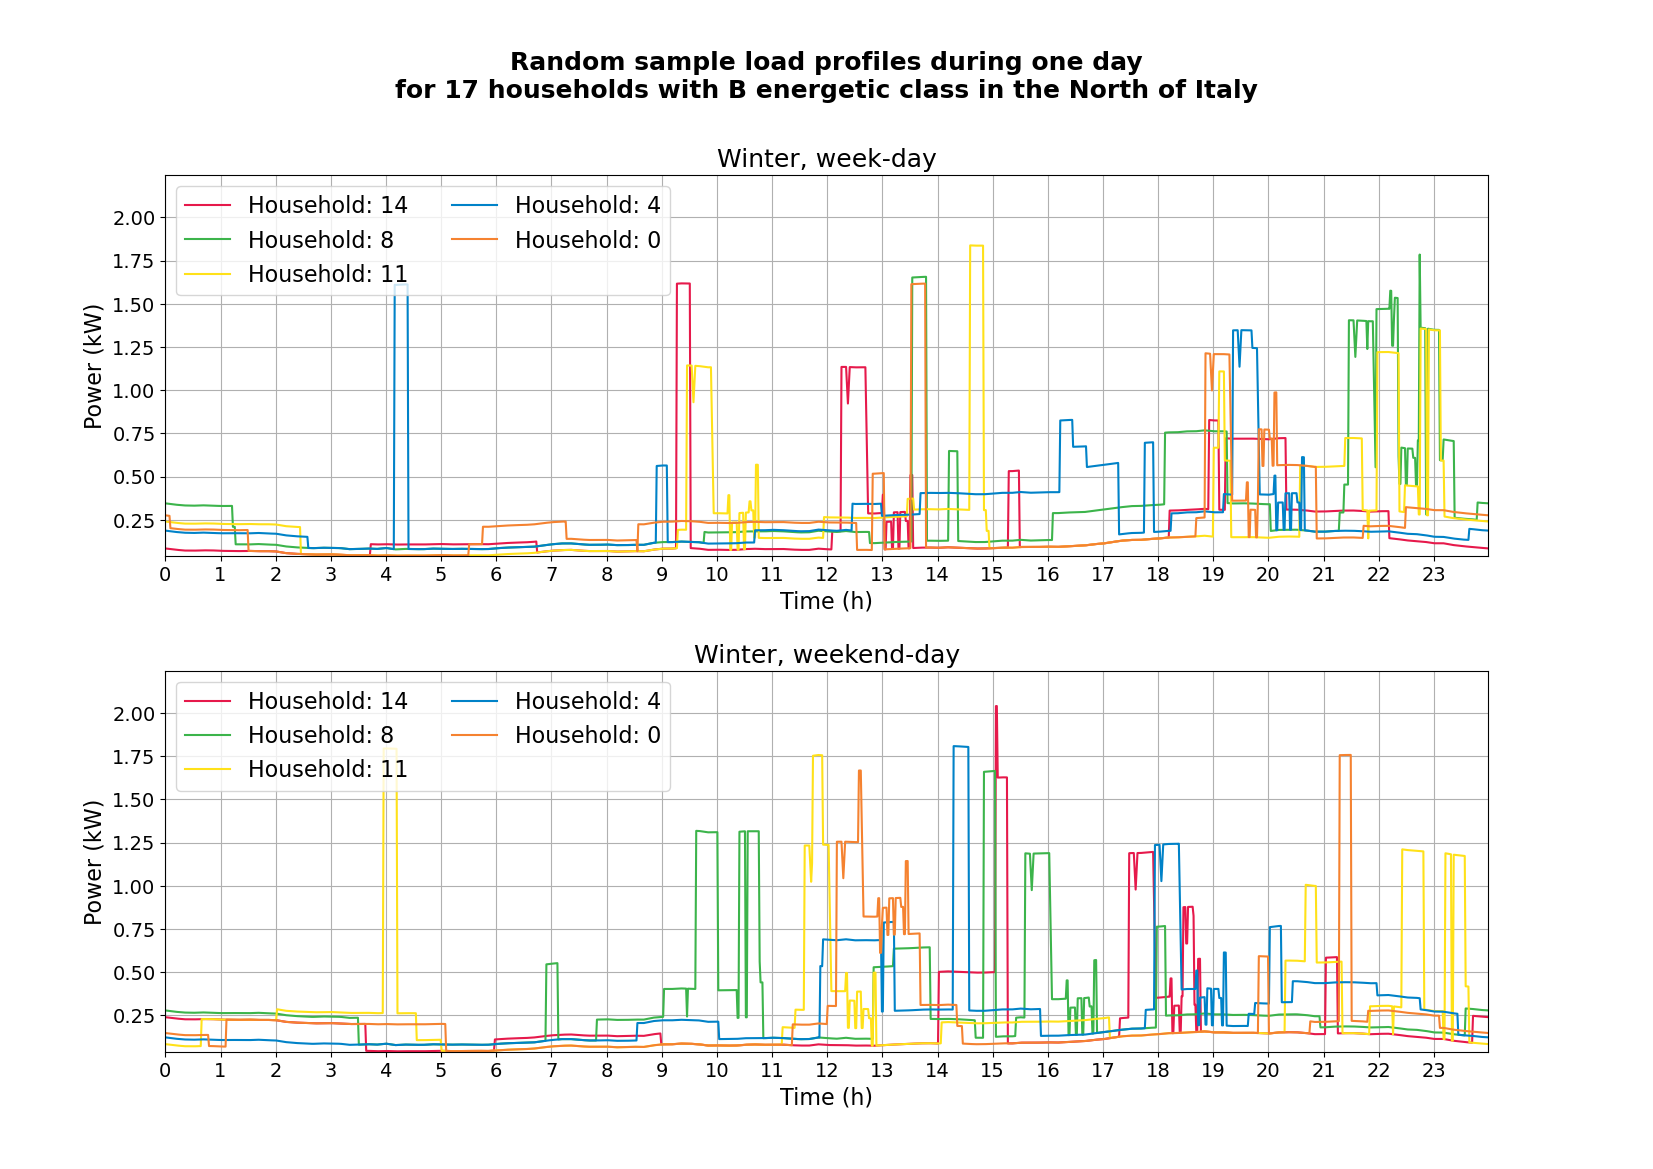 Random sample load profiles during one day
for 17 households with B energetic class in the North of Italy
Winter, week-day
Household: 14
Household: 8
Household: 11
Household: 4
Household: 0
2.00
1.75
1.50
1.25
1.00
0.75
0.50
0.25
Power (kW)
0 1 2 3 4 5 6 7 8 9 10 11 12 13 14 15 16 17 18 19 20 21 22 23
Time (h)
Winter, weekend-day
Household: 14
Household: 8
Household: 11
Household: 4
Household: 0
2.00
1.75
1.50
1.25
1.00
0.75
0.50
0.25
Power (kW)
0 1 2 3 4 5 6 7 8 9 10 11 12 13 14 15 16 17 18 19 20 21 22 23
Time (h)